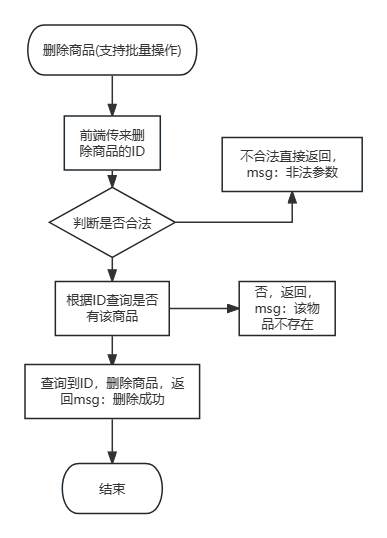 删除商品(支持批量操作)
前端传来删
除商品的ID
不合法直接返回，
msg：非法参数
判断是否合法
根据ID查询是否
有该商品
否，返回，
msg：该物
品不存在
查询到ID，删除商品，返
回msg：删除成功
结束